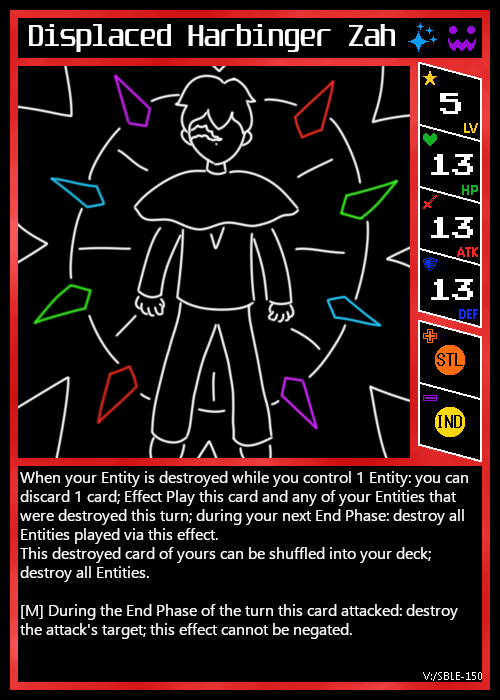 Displaced Harbinger Zah
5
LV
13
HP
13
ATK
13
DEF
STL
IND
When your Entity is destroyed while you control 1 Entity: you can
discard 1 card; Effect Play this card and any of your Entities that
were destroyed this turn; during your next End Phase: destroy all
Entities played via this effect.
This destroyed card of yours can be shuffled into your deck;
destroy all Entities.
[M] During the End Phase of the turn this card attacked: destroy
the attack's target; this effect cannot be negated.
V:/SBLE-150